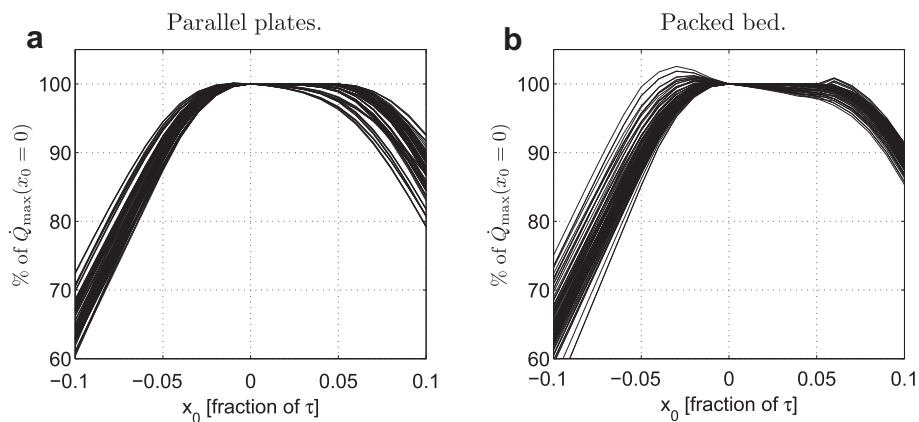 Parallel plates.
a
% of Q̇max(x0 = 0)
100
90
80
70
60
−0.1
−0.05
0
0.05
0.1
x0 [fraction of τ]
Packed bed.
b
% of Q̇max(x0 = 0)
100
90
80
70
60
−0.1
−0.05
0
0.05
0.1
x0 [fraction of τ]